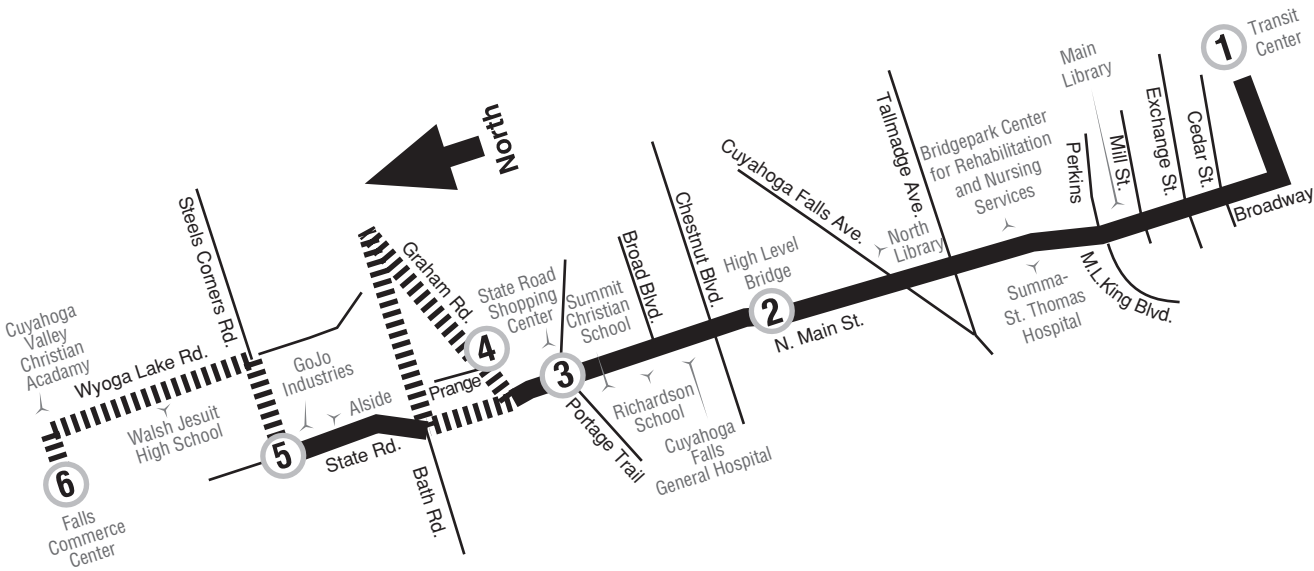 1
Transit
Center
Main
Library
Cedar St.
Exchange St.
Mill St.
Perkins
Broadway
Bridgepark Center
for Rehabilitation
and Nursing
Services
M.L.King Blvd.
Summa-
St. Thomas
Hospital
Tallmadge Ave.
North
Library
Cuyahoga Falls Ave.
N. Main St.
2
High Level
Bridge
Chestnut Blvd.
Cuyahoga
Falls
General Hospital
Broad Blvd.
Richardson
School
Summit
Christian
School
3
Portage Trail
State Road
Shopping
Center
4
Graham Rd.
Prange
North
Bath Rd.
State Rd.
Alside
GoJo
Industries
5
Steels Corners Rd.
Wyoga Lake Rd.
Walsh Jesuit
High School
Cuyahoga
Valley
Christian
Acadamy
6
Falls
Commerce
Center